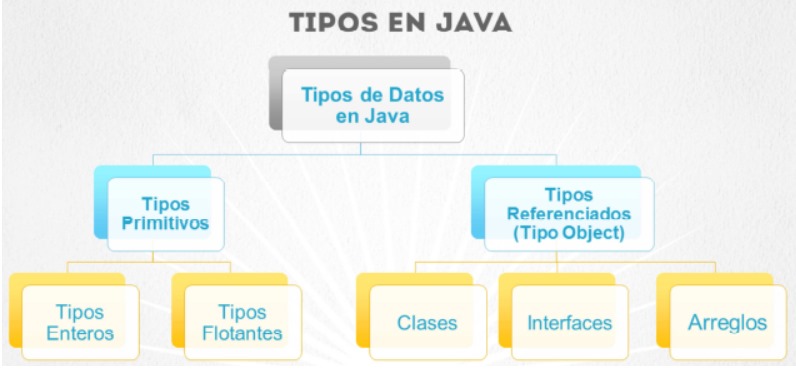 TIPOS EN JAVA
Tipos de Datos
en Java
Tipos
Primitivos
Tipos
Referenciados
(Tipo Object)
Tipos
Enteros
Tipos
Flotantes
Clases
Interfaces
Arreglos